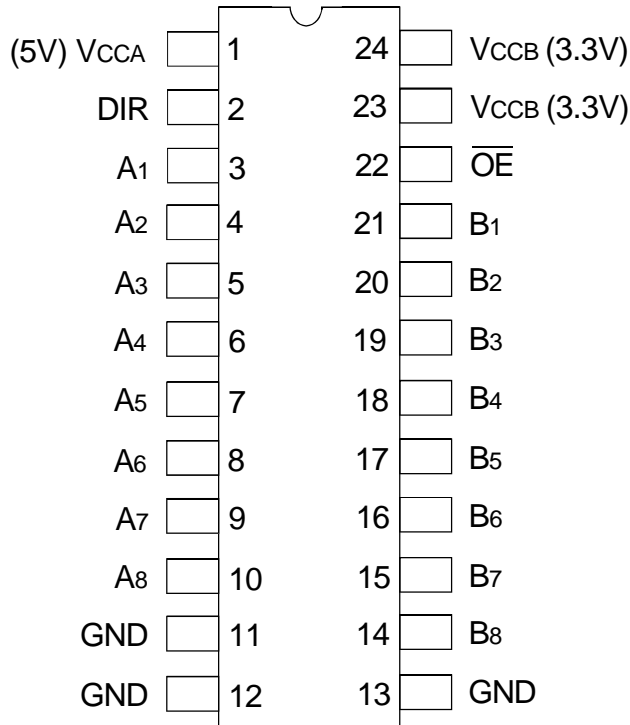 (5V) VCCA 1 24 VCCB (3.3V)
DIR 2 23 VCCB (3.3V)
A1 3 22 OE
A2 4 21 B1
A3 5 20 B2
A4 6 19 B3
A5 7 18 B4
A6 8 17 B5
A7 9 16 B6
A8 10 15 B7
GND 11 14 B8
GND 12 13 GND